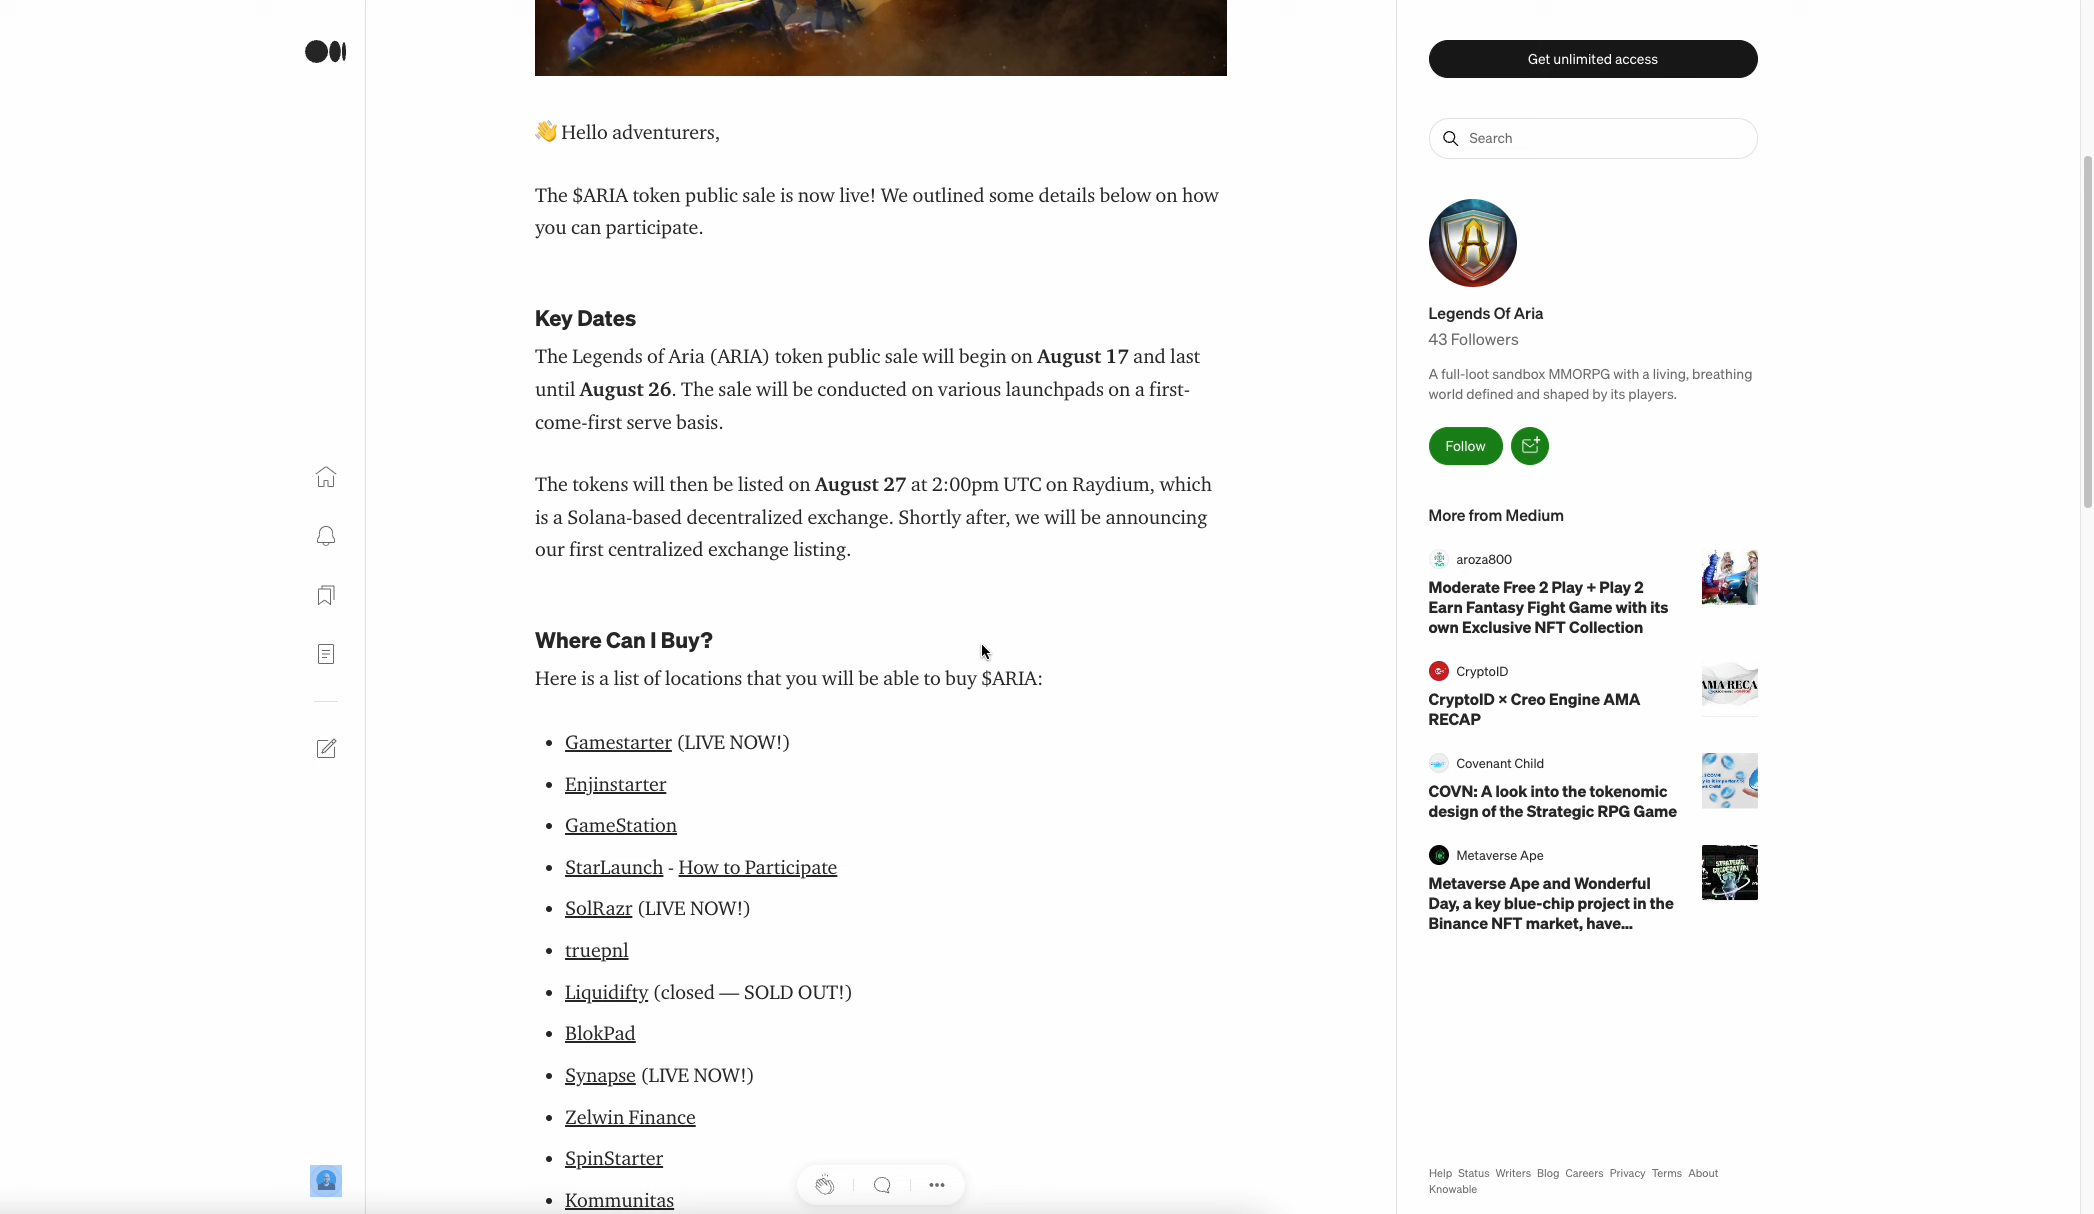 👋 Hello adventurers,
The $ARIA token public sale is now live! We outlined some details below on how
you can participate.
Key Dates
The Legends of Aria (ARIA) token public sale will begin on August 17 and last
until August 26. The sale will be conducted on various launchpads on a first-
come-first serve basis.
The tokens will then be listed on August 27 at 2:00pm UTC on Raydium, which
is a Solana-based decentralized exchange. Shortly after, we will be announcing
our first centralized exchange listing.
Where Can I Buy?
Here is a list of locations that you will be able to buy $ARIA:
• Gamestarter (LIVE NOW!)
• Enjinstarter
• GameStation
• StarLaunch - How to Participate
• SolRazr (LIVE NOW!)
• truepnl
• Liquidifty (closed — SOLD OUT!)
• BlokPad
• Synapse (LIVE NOW!)
• Zelwin Finance
• SpinStarter
• Kommunitas
Get unlimited access
Search
Legends Of Aria
43 Followers
A full-loot sandbox MMORPG with a living, breathing
world defined and shaped by its players.
Follow
More from Medium
aroza800
Moderate Free 2 Play + Play 2
Earn Fantasy Fight Game with its
own Exclusive NFT Collection
CryptoID
CryptoID × Creo Engine AMA
RECAP
AMA RECA
Covenant Child
COVN: A look into the tokenomic
design of the Strategic RPG Game
Metaverse Ape
Metaverse Ape and Wonderful
Day, a key blue-chip project in the
Binance NFT market, have...
STRATEGIC
COOPERATION
Help Status Writers Blog Careers Privacy Terms About
Knowable